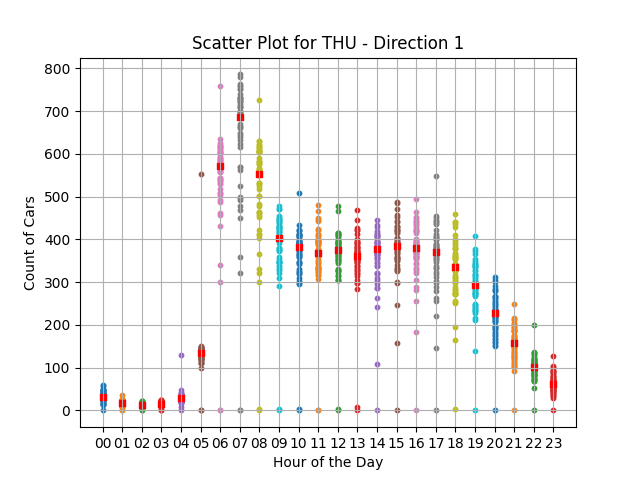 Scatter Plot for THU - Direction 1
Count of Cars
800
700
600
500
400
300
200
100
0
00 01 02 03 04 05 06 07 08 09 10 11 12 13 14 15 16 17 18 19 20 21 22 23
Hour of the Day